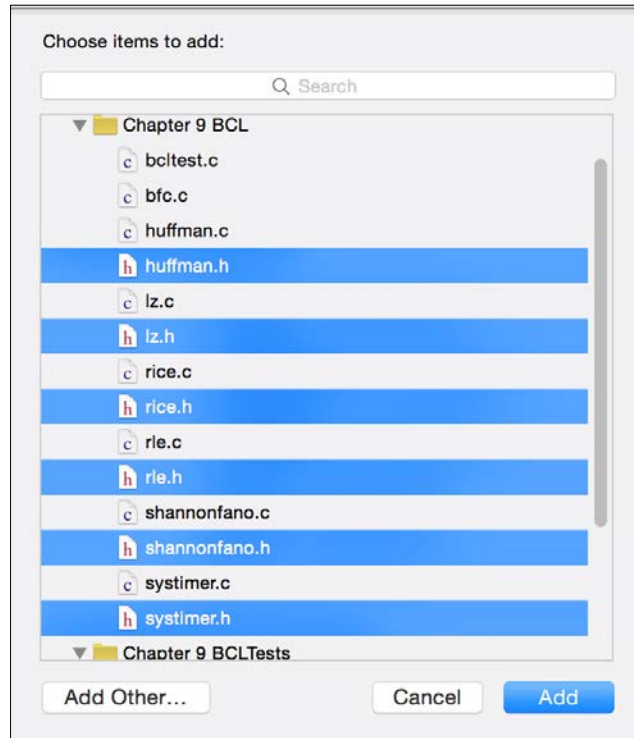 Choose items to add:
Search
Chapter 9 BCL
c bcltest.c
c bfc.c
c huffman.c
h huffman.h
c lz.c
h lz.h
c rice.c
h rice.h
c rle.c
h rle.h
c shannonfano.c
h shannonfano.h
c systimer.c
h systimer.h
Chapter 9 BCLTests
Add Other... Cancel Add